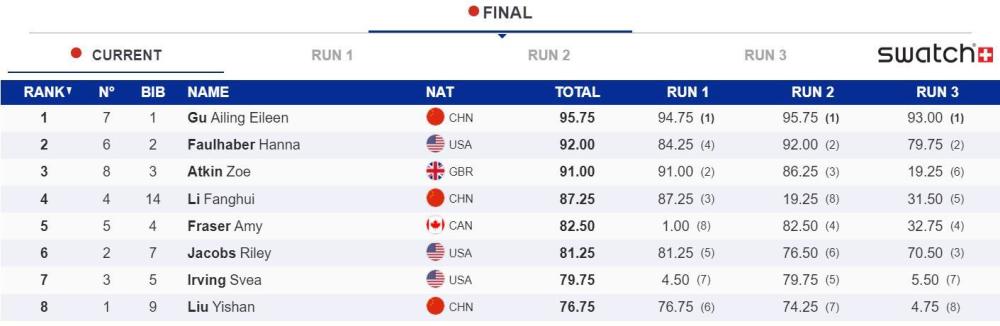 FINAL
CURRENT RUN 1 RUN 2 RUN 3 swatch
RANK▼ N° BIB NAME NAT TOTAL RUN 1 RUN 2 RUN 3
1 7 1 Gu Ailing Eileen CHN 95.75 94.75 (1) 95.75 (1) 93.00 (1)
2 6 2 Faulhaber Hanna USA 92.00 84.25 (4) 92.00 (2) 79.75 (2)
3 8 3 Atkin Zoe GBR 91.00 91.00 (2) 86.25 (3) 19.25 (6)
4 4 14 Li Fanghui CHN 87.25 87.25 (3) 19.25 (8) 31.50 (5)
5 5 4 Fraser Amy CAN 82.50 1.00 (8) 82.50 (4) 32.75 (4)
6 2 7 Jacobs Riley USA 81.25 81.25 (5) 76.50 (6) 70.50 (3)
7 3 5 Irving Svea USA 79.75 4.50 (7) 79.75 (5) 5.50 (7)
8 1 9 Liu Yishan CHN 76.75 76.75 (6) 74.25 (7) 4.75 (8)